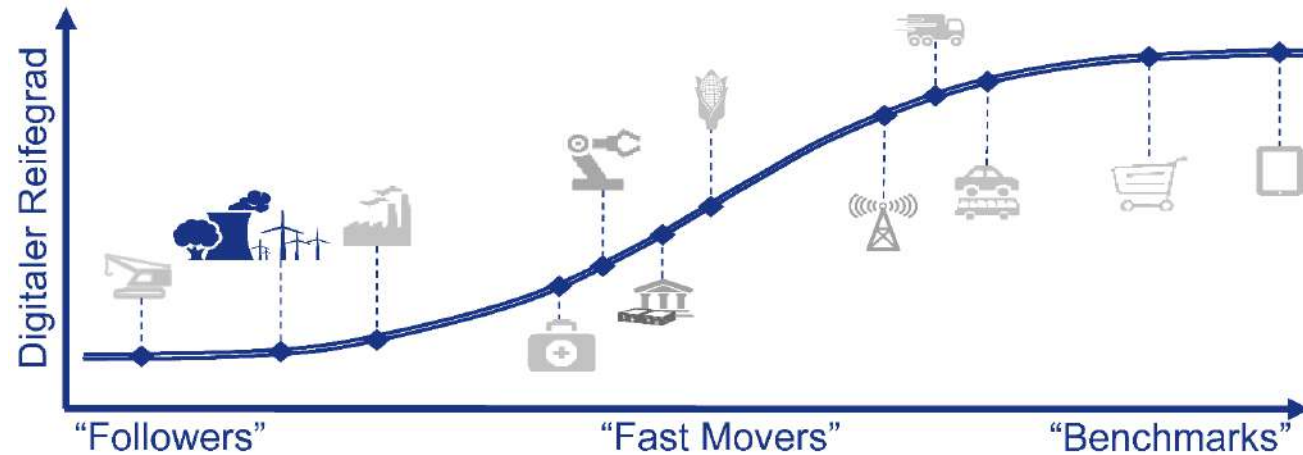 Digitaler Reifegrad
“Followers”
“Fast Movers”
“Benchmarks”